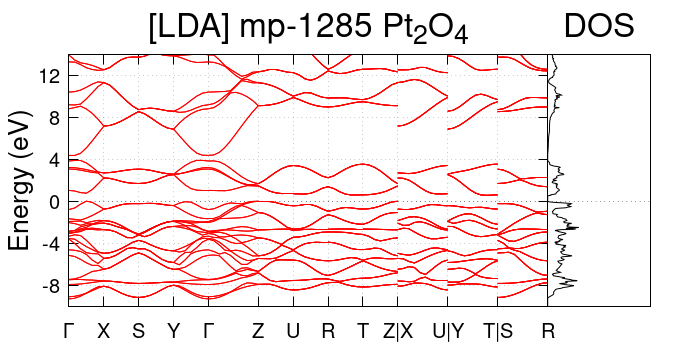 [LDA] mp-1285 Pt₂O₄ DOS
Energy (eV)
12
8
4
0
-4
-8
Γ X S Y Γ Z U R T Z|X U|Y T|S R